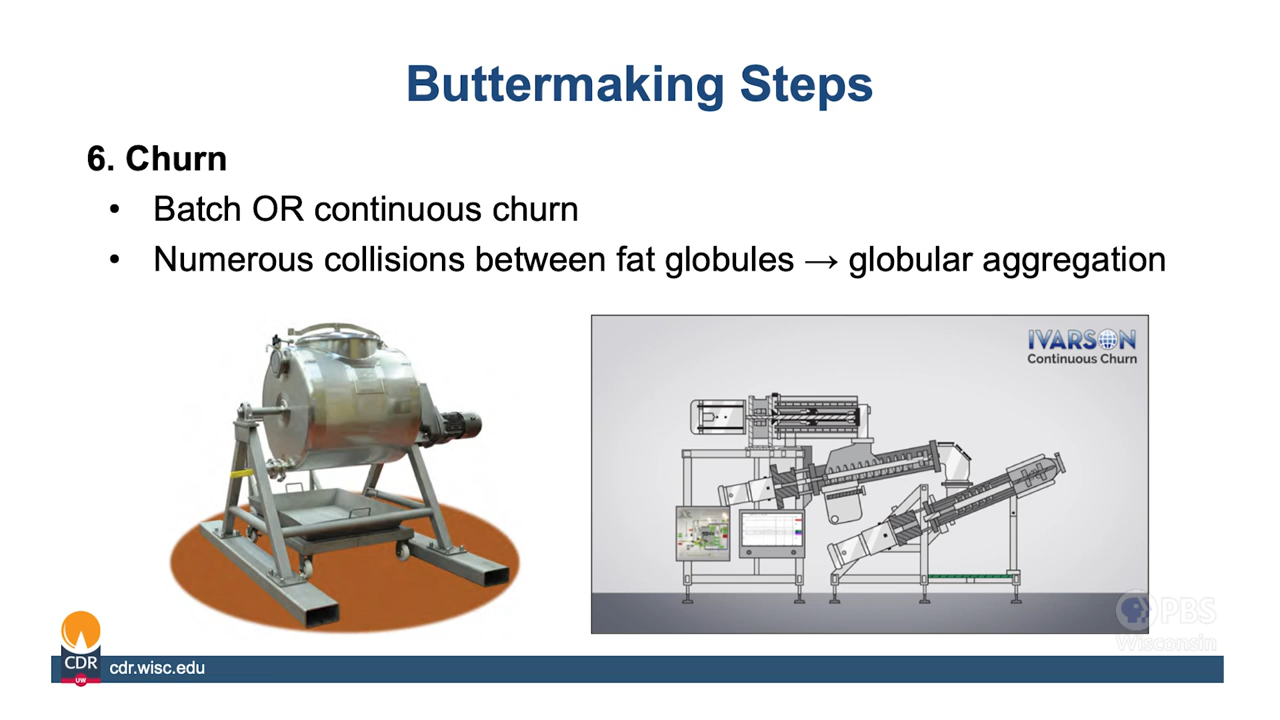 Buttermaking Steps
6. Churn
• Batch OR continuous churn
• Numerous collisions between fat globules → globular aggregation
IVARSON
Continuous Churn
PBS
Wisconsin
CDR
UW
cdr.wisc.edu